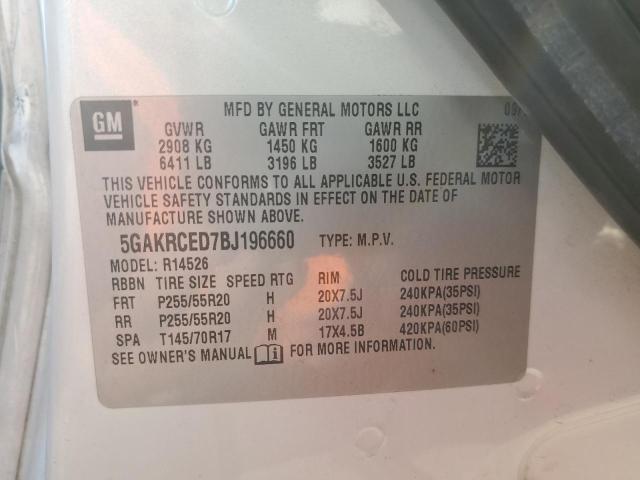 GM
MFD BY GENERAL MOTORS LLC
GVWR GAWR FRT GAWR RR
2908 KG 1450 KG 1600 KG
6411 LB 3196 LB 3527 LB
THIS VEHICLE CONFORMS TO ALL APPLICABLE U.S. FEDERAL MOTOR
VEHICLE SAFETY STANDARDS IN EFFECT ON THE DATE OF
MANUFACTURE SHOWN ABOVE.
5GAKRCED7BJ196660 TYPE: M.P.V.
MODEL: R14526
RBBN TIRE SIZE SPEED RTG RIM COLD TIRE PRESSURE
FRT P255/55R20 H 20X7.5J 240KPA(35PSI)
RR P255/55R20 H 20X7.5J 240KPA(35PSI)
SPA T145/70R17 M 17X4.5B 420KPA(60PSI)
SEE OWNER'S MANUAL FOR MORE INFORMATION.